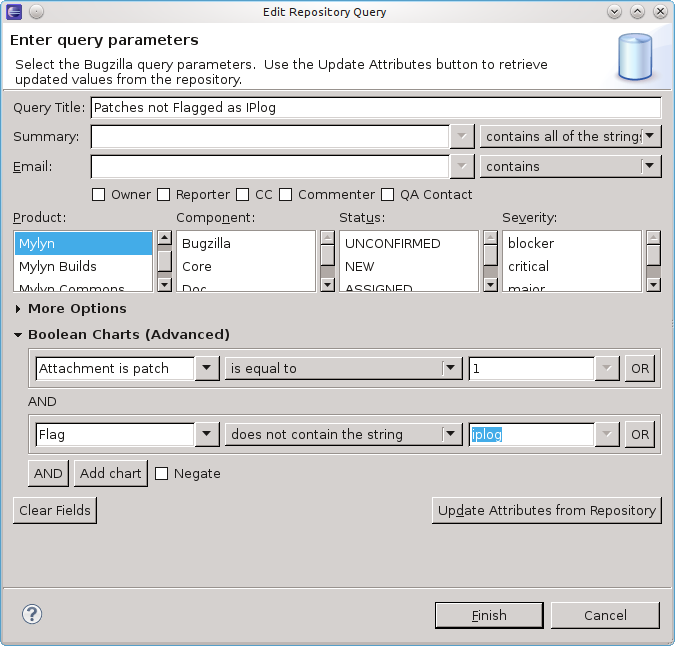 Edit Repository Query
Enter query parameters
Select the Bugzilla query parameters. Use the Update Attributes button to retrieve
updated values from the repository.
Query Title: Patches not Flagged as IPlog
Summary: contains all of the strings
Email: contains
Owner Reporter CC Commenter QA Contact
Product: Component: Status: Severity:
Mylyn Bugzilla UNCONFIRMED blocker
Mylyn Builds Core NEW critical
Mylyn Commons Doc ASSIGNED major
More Options
Boolean Charts (Advanced)
Attachment is patch is equal to 1 OR
AND
Flag does not contain the string iplog OR
AND Add chart Negate
Clear Fields Update Attributes from Repository
? Finish Cancel